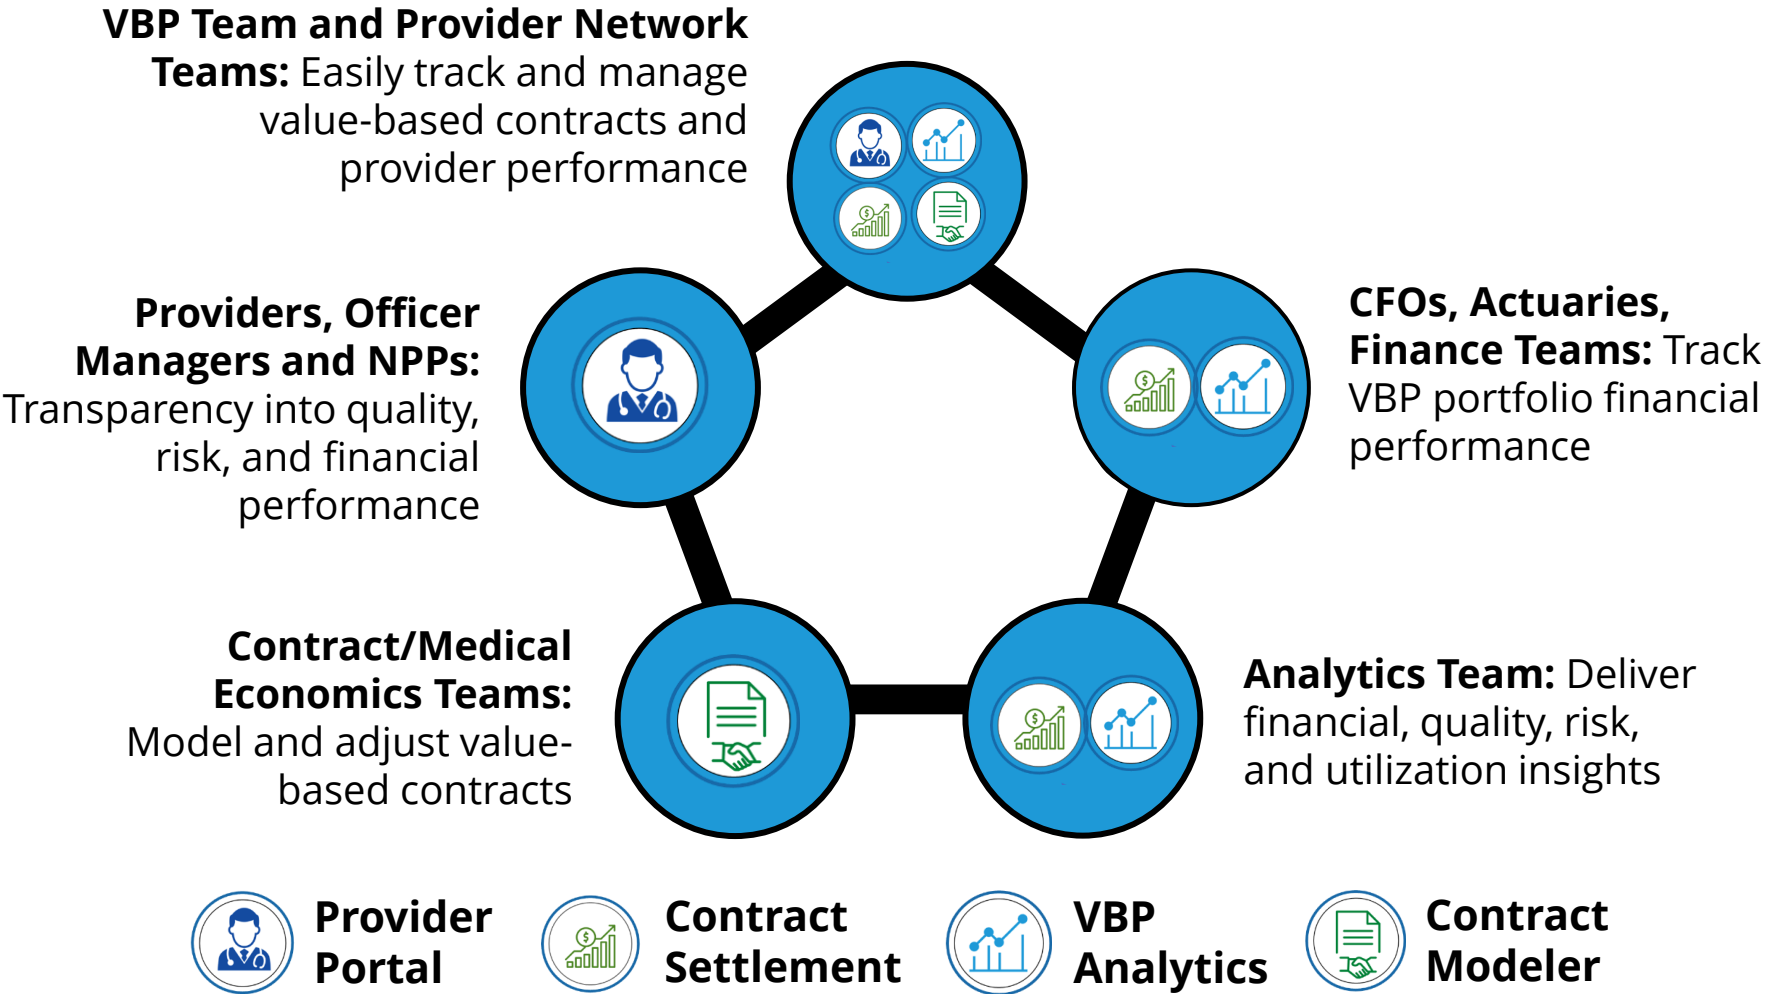 VBP Team and Provider Network
Teams: Easily track and manage
value-based contracts and
provider performance
Providers, Officer
Managers and NPPs:
Transparency into quality,
risk, and financial
performance
CFOs, Actuaries,
Finance Teams: Track
VBP portfolio financial
performance
Contract/Medical
Economics Teams:
Model and adjust value-
based contracts
Analytics Team: Deliver
financial, quality, risk,
and utilization insights
Provider
Portal
Contract
Settlement
VBP
Analytics
Contract
Modeler